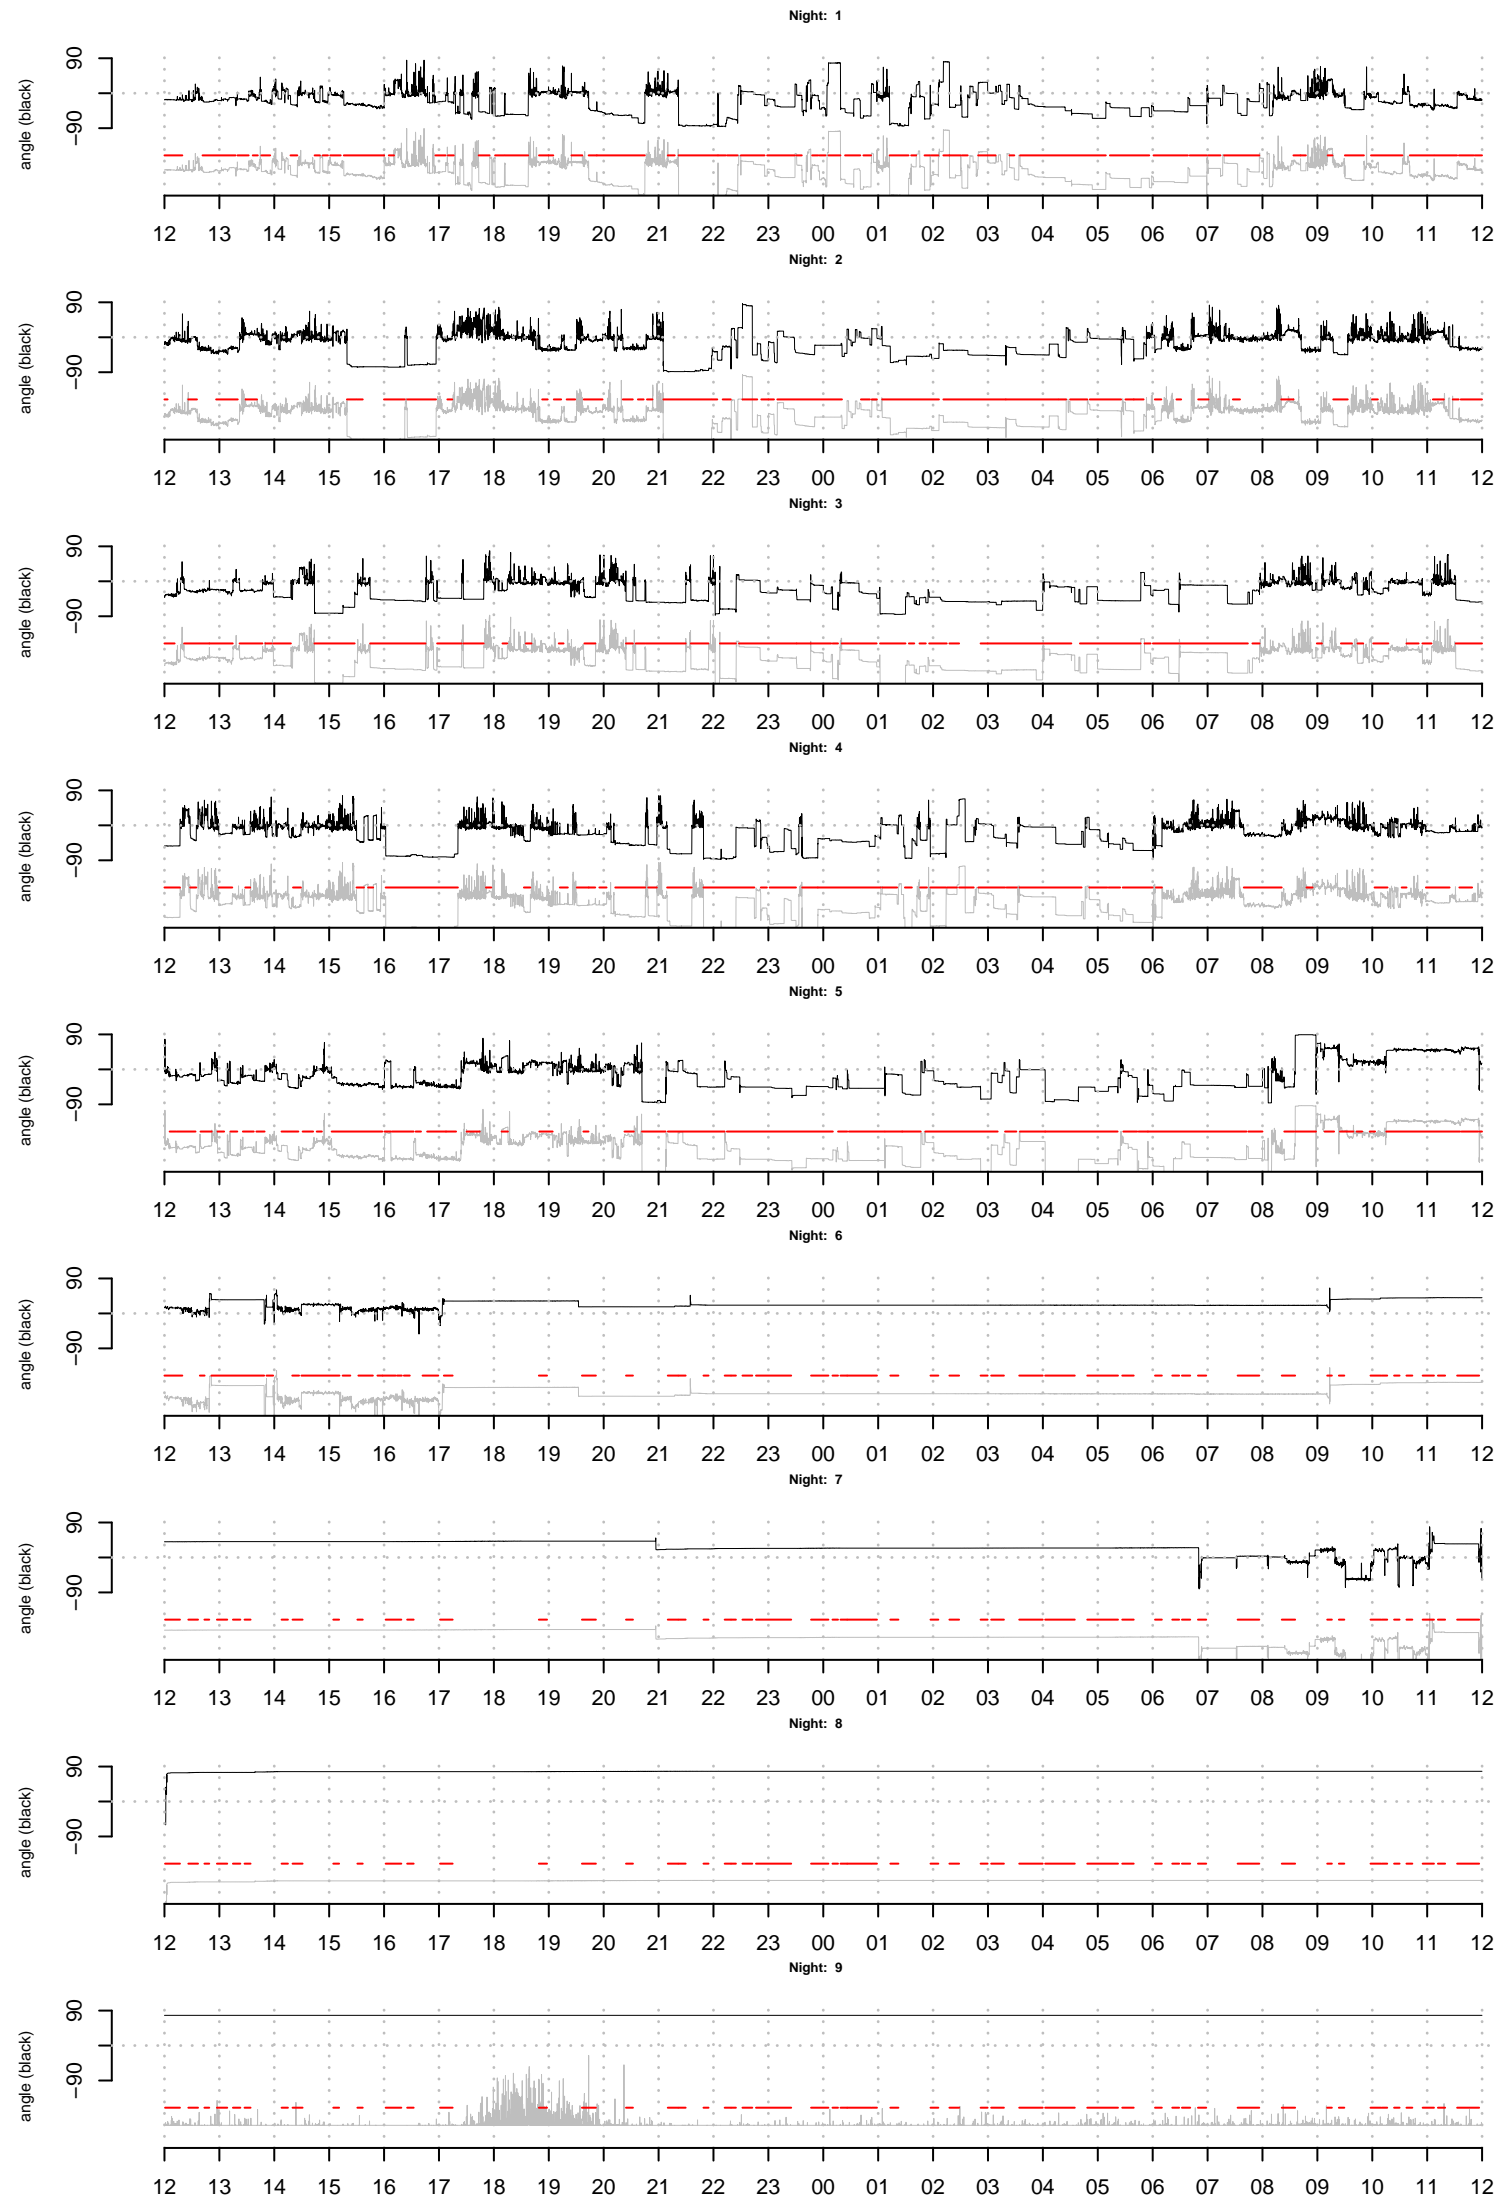 Night: 1
angle (black)
90
−90
12 13 14 15 16 17 18 19 20 21 22 23 00 01 02 03 04 05 06 07 08 09 10 11 12
Night: 2
angle (black)
90
−90
12 13 14 15 16 17 18 19 20 21 22 23 00 01 02 03 04 05 06 07 08 09 10 11 12
Night: 3
angle (black)
90
−90
12 13 14 15 16 17 18 19 20 21 22 23 00 01 02 03 04 05 06 07 08 09 10 11 12
Night: 4
angle (black)
90
−90
12 13 14 15 16 17 18 19 20 21 22 23 00 01 02 03 04 05 06 07 08 09 10 11 12
Night: 5
angle (black)
90
−90
12 13 14 15 16 17 18 19 20 21 22 23 00 01 02 03 04 05 06 07 08 09 10 11 12
Night: 6
angle (black)
90
−90
12 13 14 15 16 17 18 19 20 21 22 23 00 01 02 03 04 05 06 07 08 09 10 11 12
Night: 7
angle (black)
90
−90
12 13 14 15 16 17 18 19 20 21 22 23 00 01 02 03 04 05 06 07 08 09 10 11 12
Night: 8
angle (black)
90
−90
12 13 14 15 16 17 18 19 20 21 22 23 00 01 02 03 04 05 06 07 08 09 10 11 12
Night: 9
angle (black)
90
−90
12 13 14 15 16 17 18 19 20 21 22 23 00 01 02 03 04 05 06 07 08 09 10 11 12